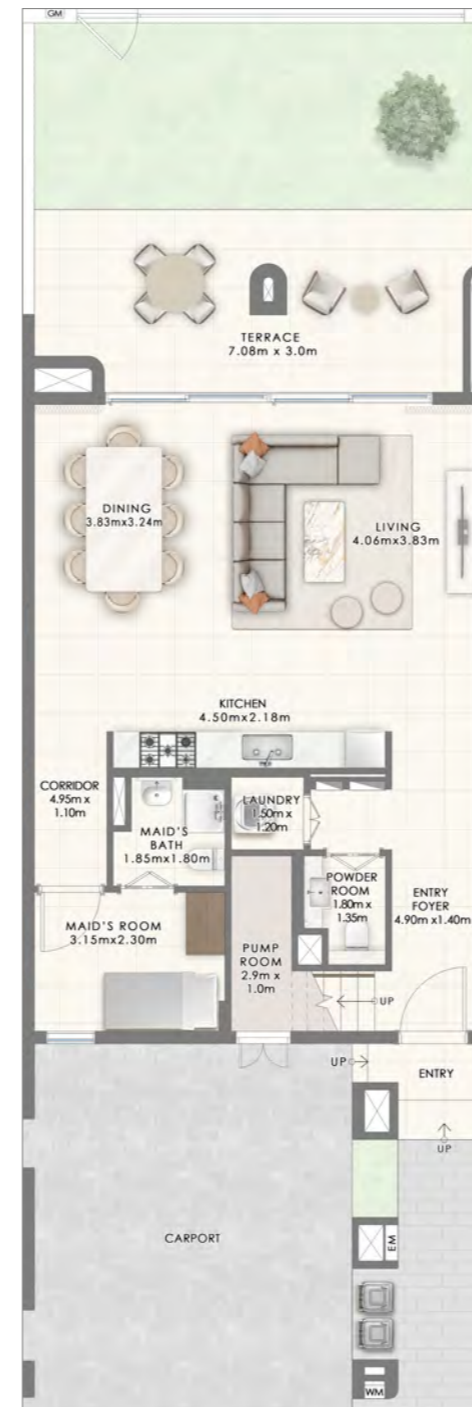 GM
TERRACE
7.08m x 3.0m
DINING
3.83mx3.24m
LIVING
4.06mx3.83m
KITCHEN
4.50mx2.18m
CORRIDOR
4.95m x
1.10m
MAID'S
BATH
1.85mx1.80m
LAUNDRY
1.50m x
1.20m
POWDER
ROOM
1.80m x
1.35m
ENTRY
FOYER
4.90mx1.40m
MAID'S ROOM
3.15mx2.30m
PUMP
ROOM
2.9m x
1.0m
UP
UP
ENTRY
UP
CARPORT
EM
WM